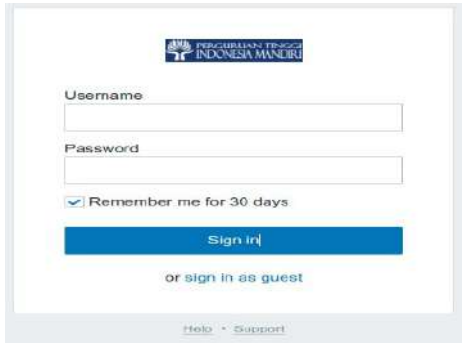 PERGURUAN TINGGI
INDONESIA MANDIRI
Username
Password
Remember me for 30 days
Sign in
or sign in as guest
Help • Support